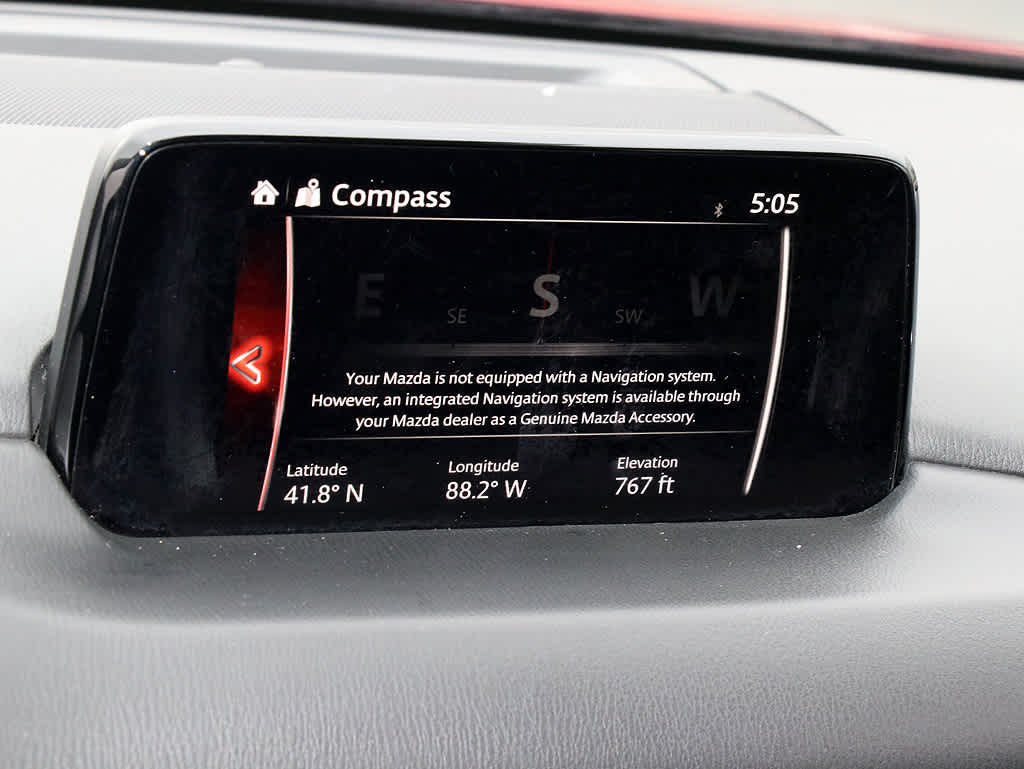 Compass
5:05
E SE S SW W
Your Mazda is not equipped with a Navigation system.
However, an integrated Navigation system is available through
your Mazda dealer as a Genuine Mazda Accessory.
Latitude Longitude Elevation
41.8° N 88.2° W 767 ft